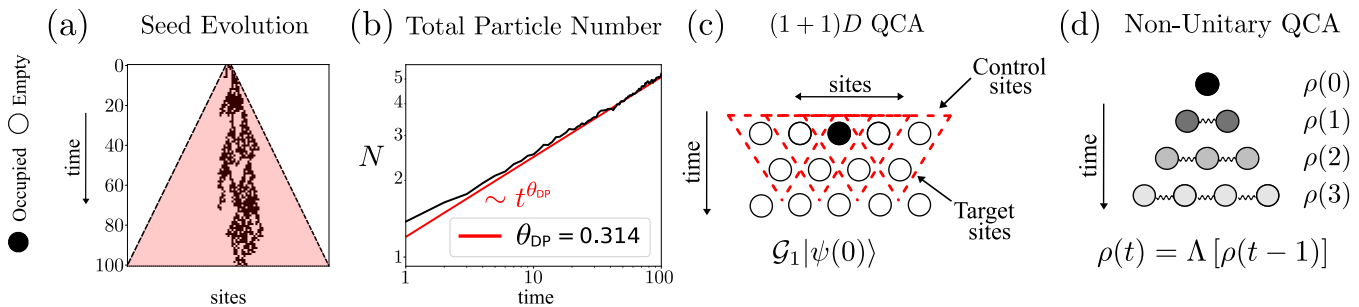 (a) Seed Evolution
Occupied Empty
time
0
20
40
60
80
100
sites
(b) Total Particle Number
N
5
4
3
2
1
∼ t^{θ_DP}
θ_DP = 0.314
1 10 100
time
(c) (1 + 1)D QCA
sites
Control
sites
time
Target
sites
𝒢₁|ψ(0)⟩
(d) Non-Unitary QCA
time
ρ(0)
ρ(1)
ρ(2)
ρ(3)
ρ(t) = Λ [ρ(t − 1)]